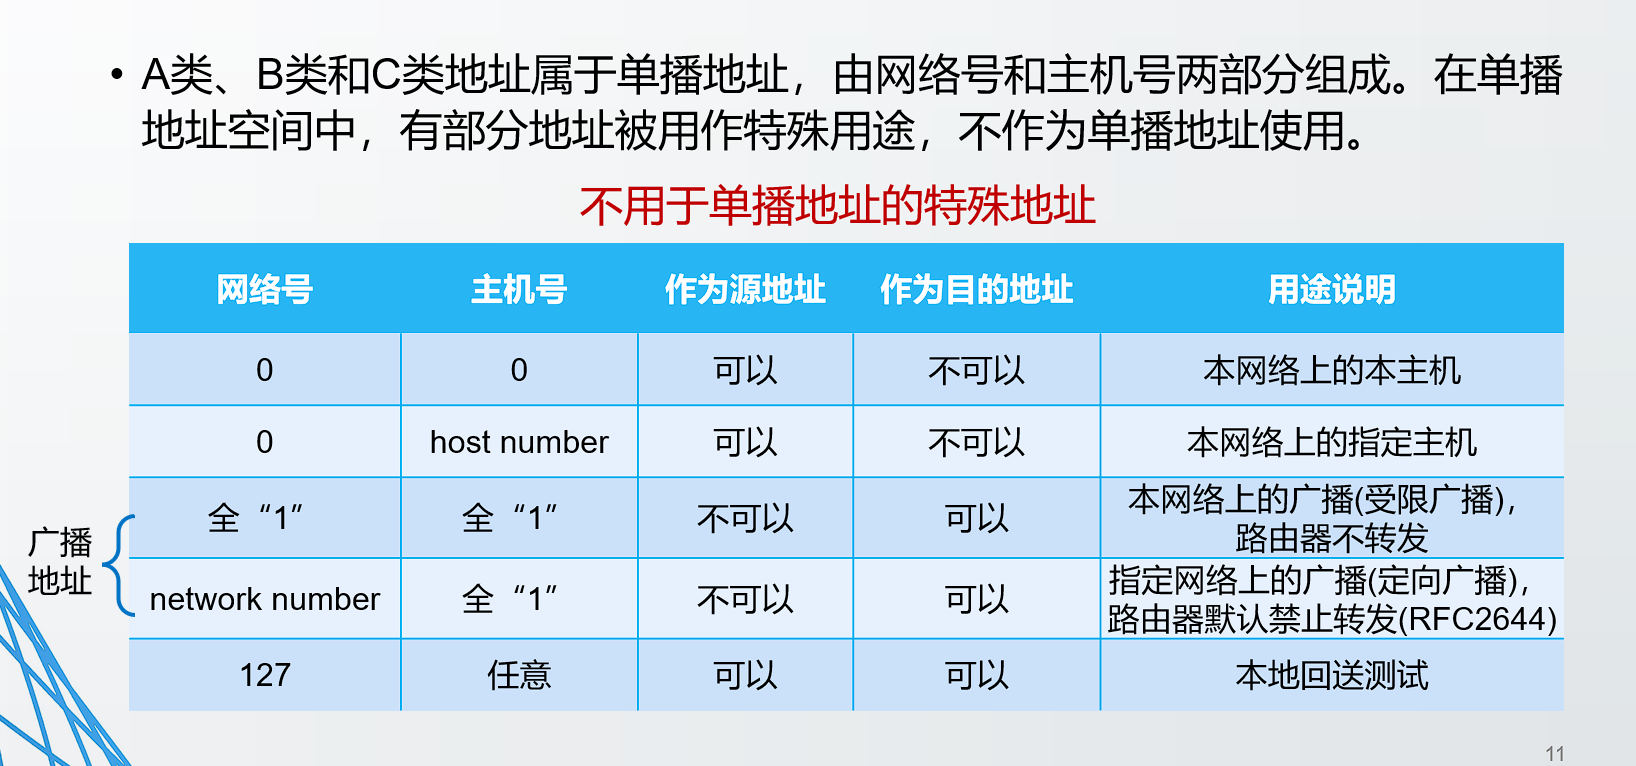 • A类、B类和C类地址属于单播地址，由网络号和主机号两部分组成。在单播
地址空间中，有部分地址被用作特殊用途，不作为单播地址使用。
不用于单播地址的特殊地址
网络号 主机号 作为源地址 作为目的地址 用途说明
0 0 可以 不可以 本网络上的本主机
0 host number 可以 不可以 本网络上的指定主机
全“1” 全“1” 不可以 可以 本网络上的广播(受限广播)，
路由器不转发
广播
地址
network number 全“1” 不可以 可以 指定网络上的广播(定向广播)，
路由器默认禁止转发(RFC2644)
127 任意 可以 可以 本地回送测试
11